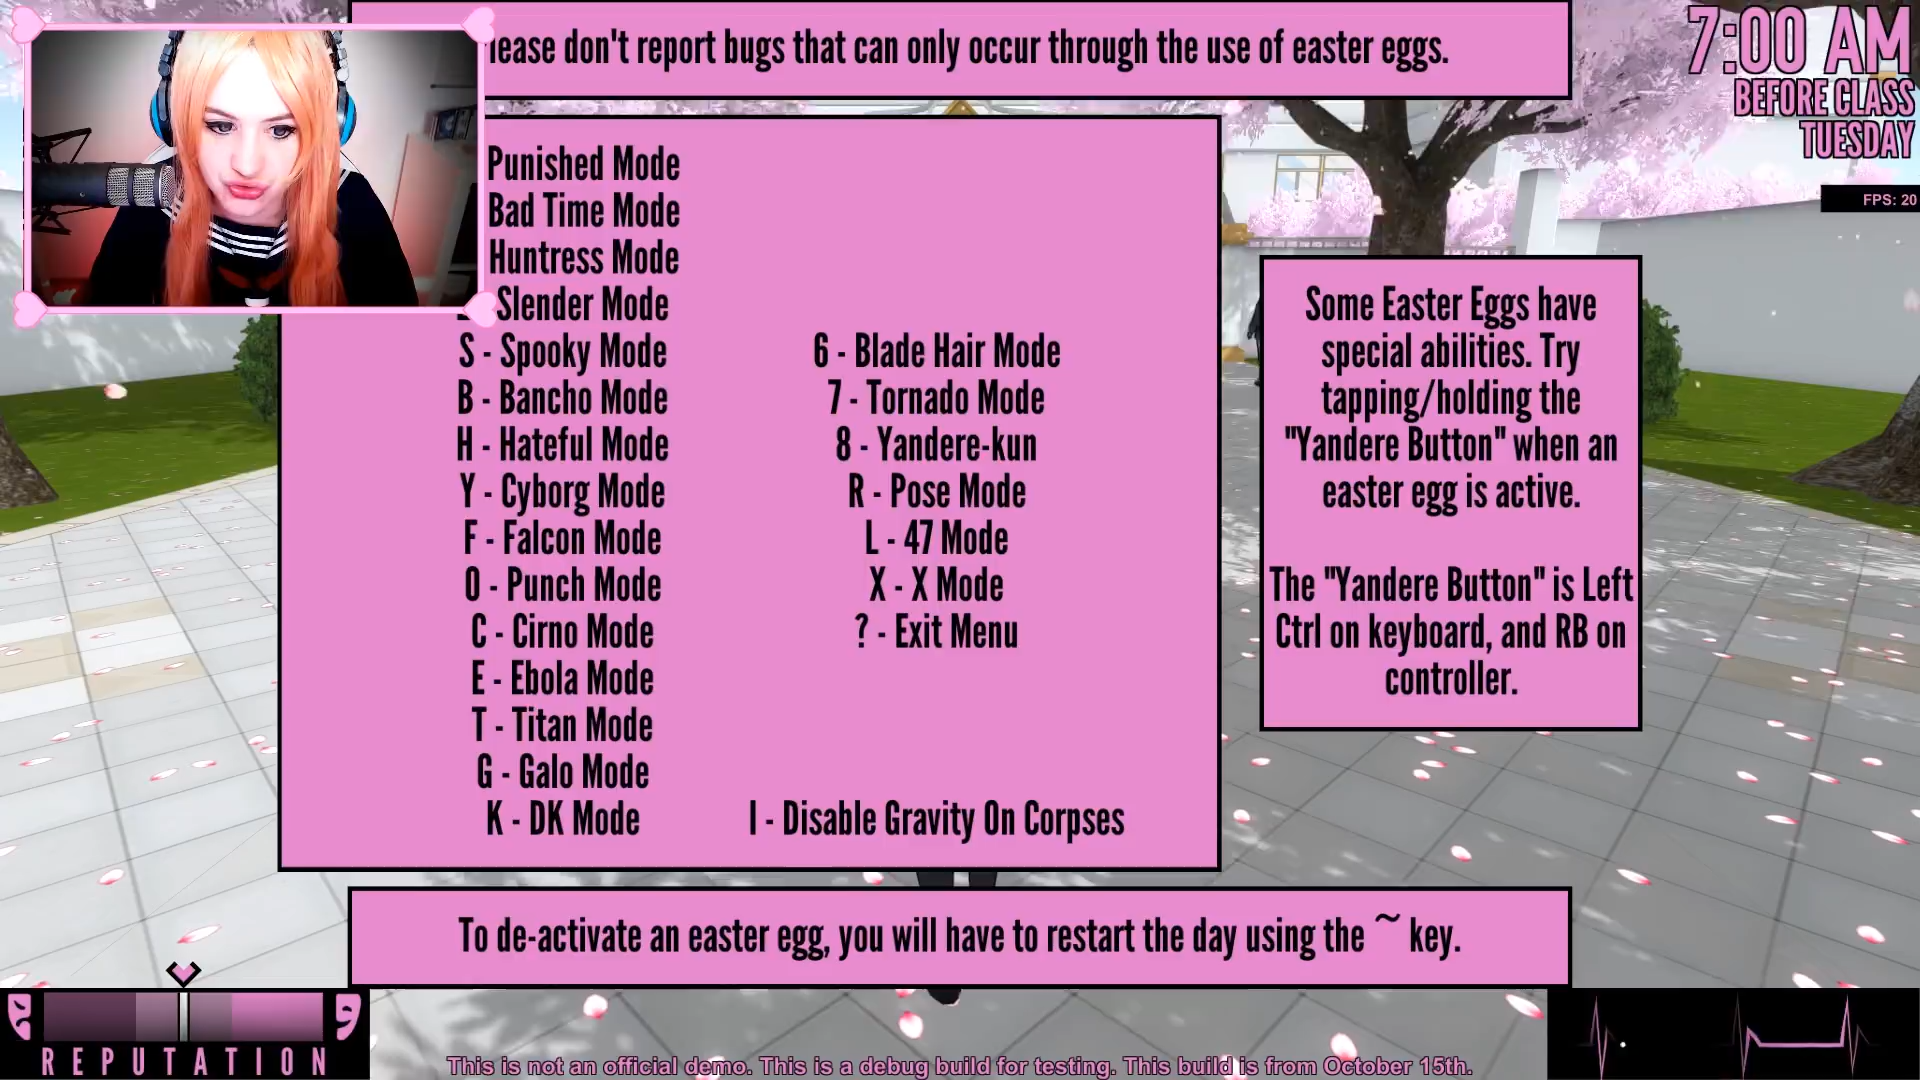 lease don't report bugs that can only occur through the use of easter eggs.
7:00 AM
BEFORE CLASS
TUESDAY
FPS: 20
Punished Mode
Bad Time Mode
Huntress Mode
Slender Mode
S - Spooky Mode
B - Bancho Mode
H - Hateful Mode
Y - Cyborg Mode
F - Falcon Mode
O - Punch Mode
C - Cirno Mode
E - Ebola Mode
T - Titan Mode
G - Galo Mode
K - DK Mode
6 - Blade Hair Mode
7 - Tornado Mode
8 - Yandere-kun
R - Pose Mode
L - 47 Mode
X - X Mode
? - Exit Menu
I - Disable Gravity On Corpses
Some Easter Eggs have
special abilities. Try
tapping/holding the
"Yandere Button" when an
easter egg is active.
The "Yandere Button" is Left
Ctrl on keyboard, and RB on
controller.
To de-activate an easter egg, you will have to restart the day using the ~ key.
REPUTATION
This is not an official demo. This is a debug build for testing. This build is from October 15th.